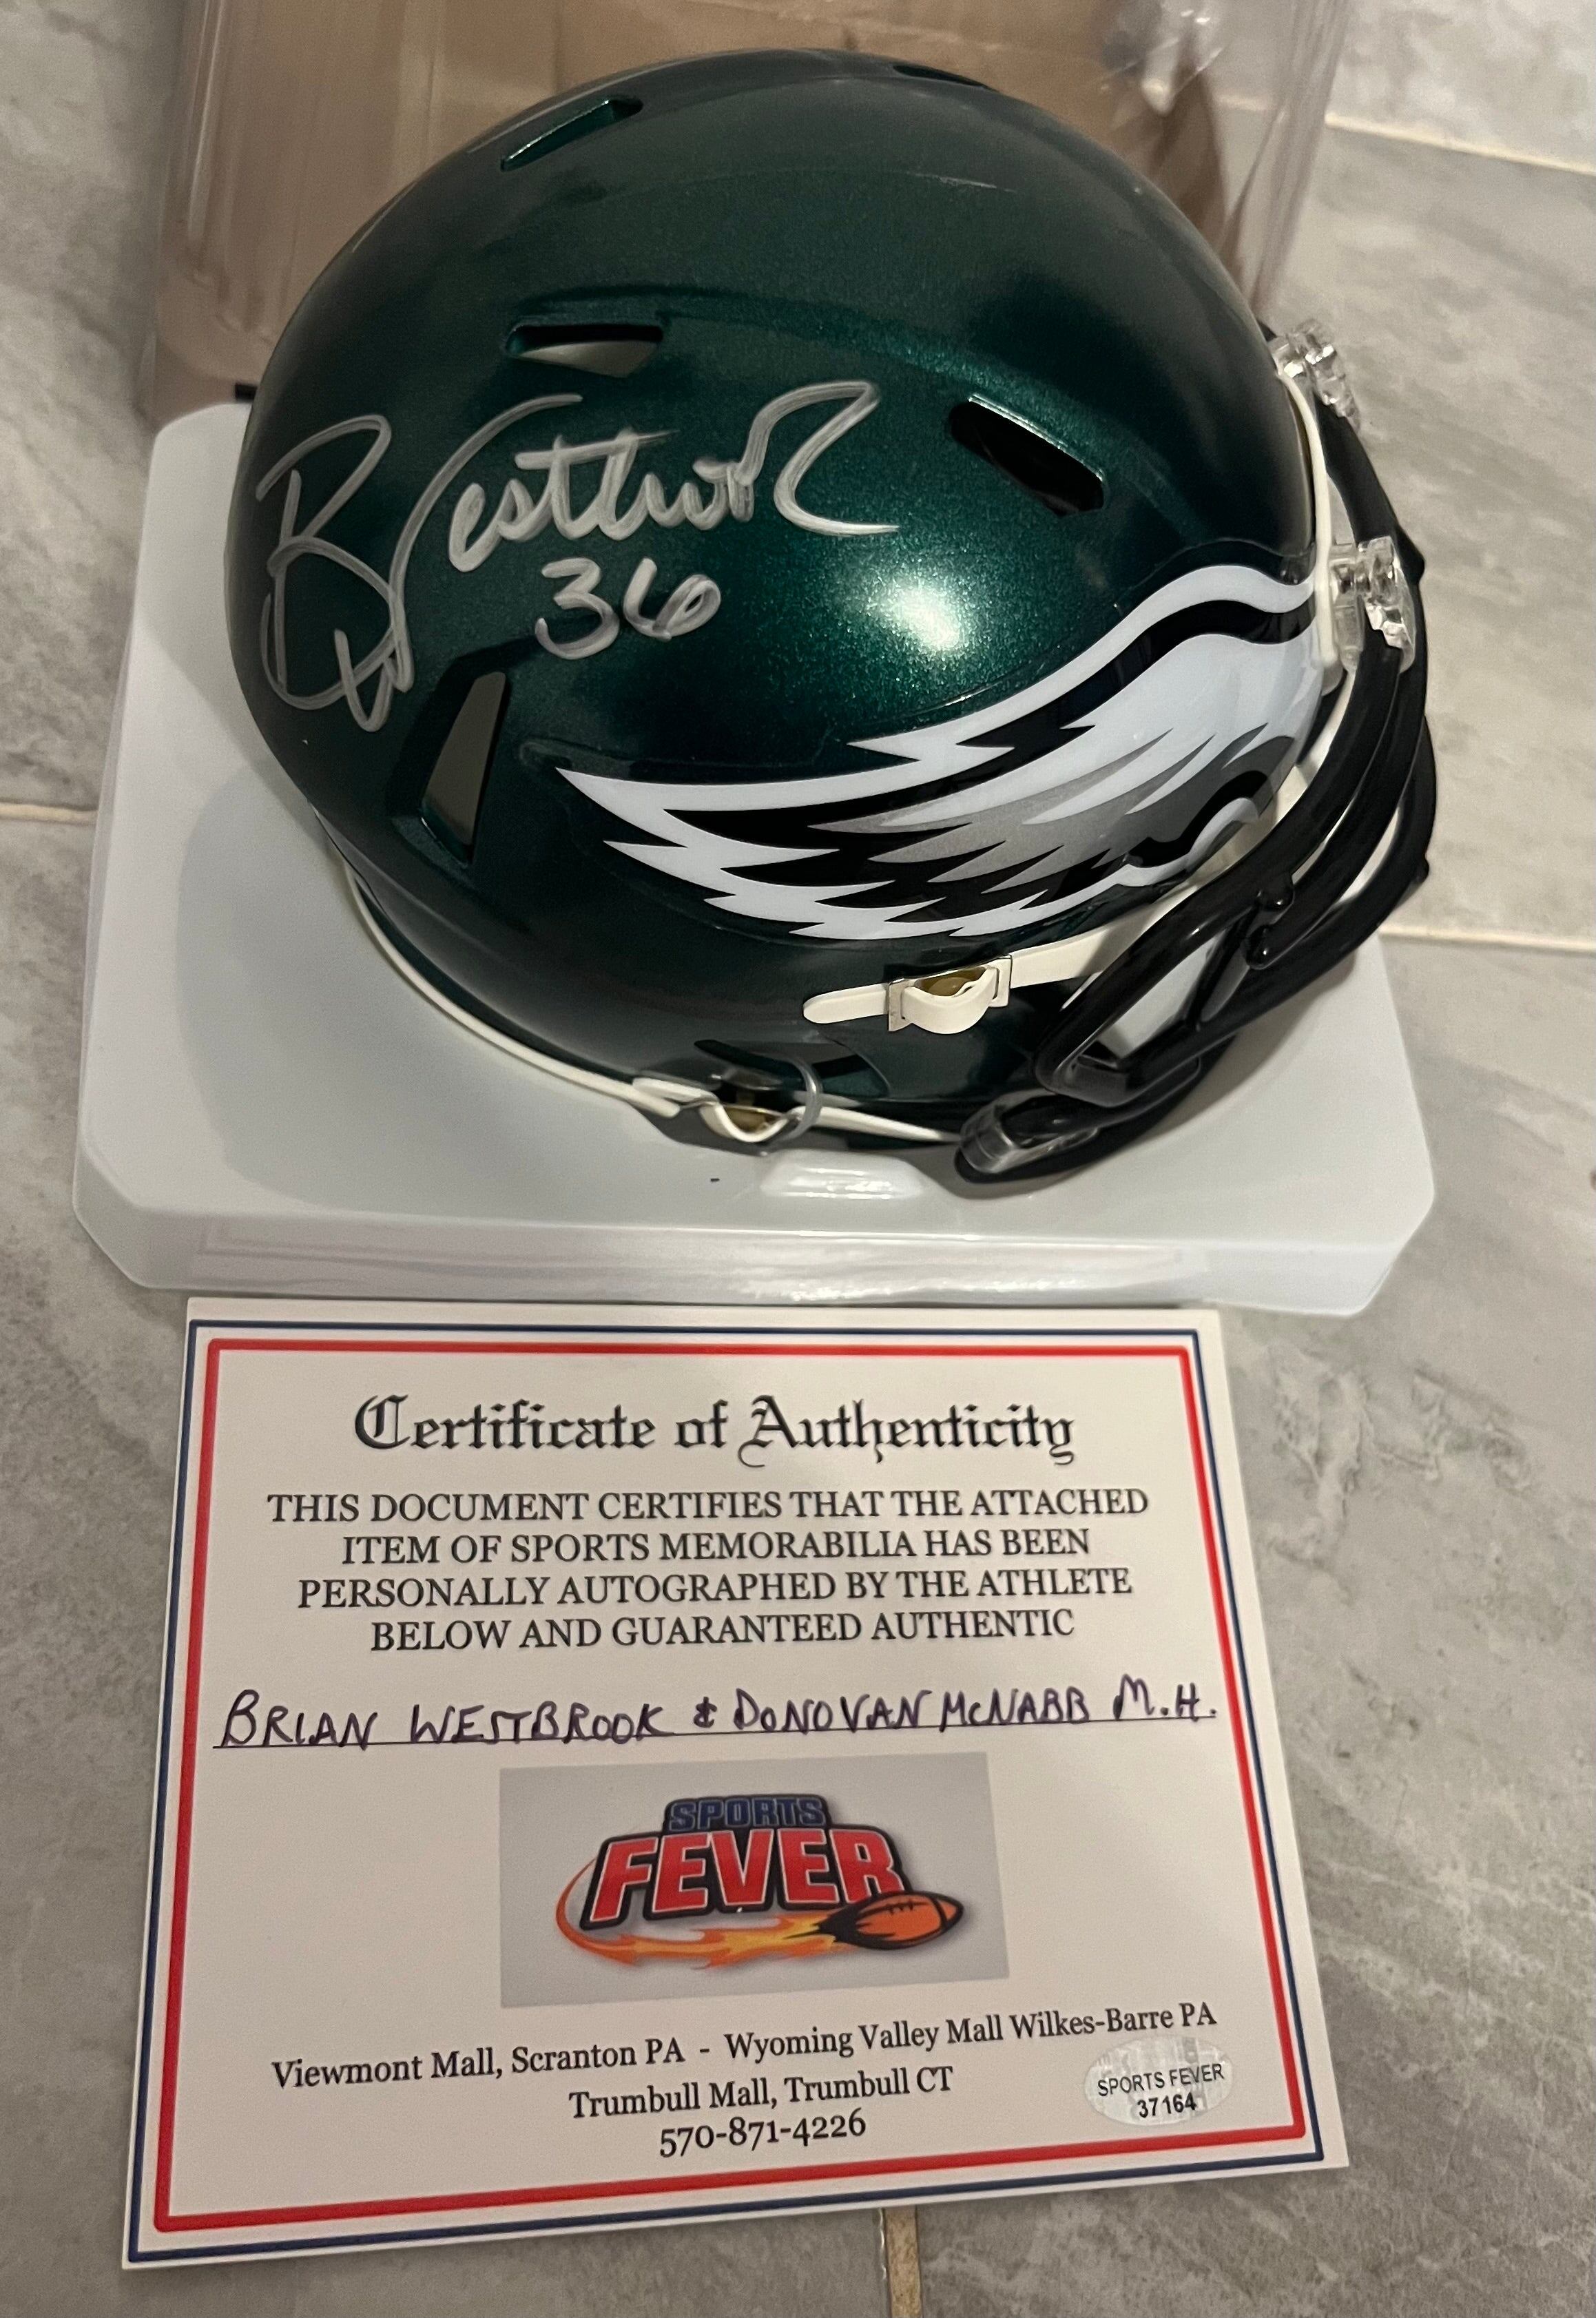 B Westbrook
36
Certificate of Authenticity
THIS DOCUMENT CERTIFIES THAT THE ATTACHED
ITEM OF SPORTS MEMORABILIA HAS BEEN
PERSONALLY AUTOGRAPHED BY THE ATHLETE
BELOW AND GUARANTEED AUTHENTIC
BRIAN WESTBROOK & DONOVAN MCNABB M.H.
SPORTS
FEVER
Viewmont Mall, Scranton PA - Wyoming Valley Mall Wilkes-Barre PA
Trumbull Mall, Trumbull CT
570-871-4226
SPORTS FEVER
37164